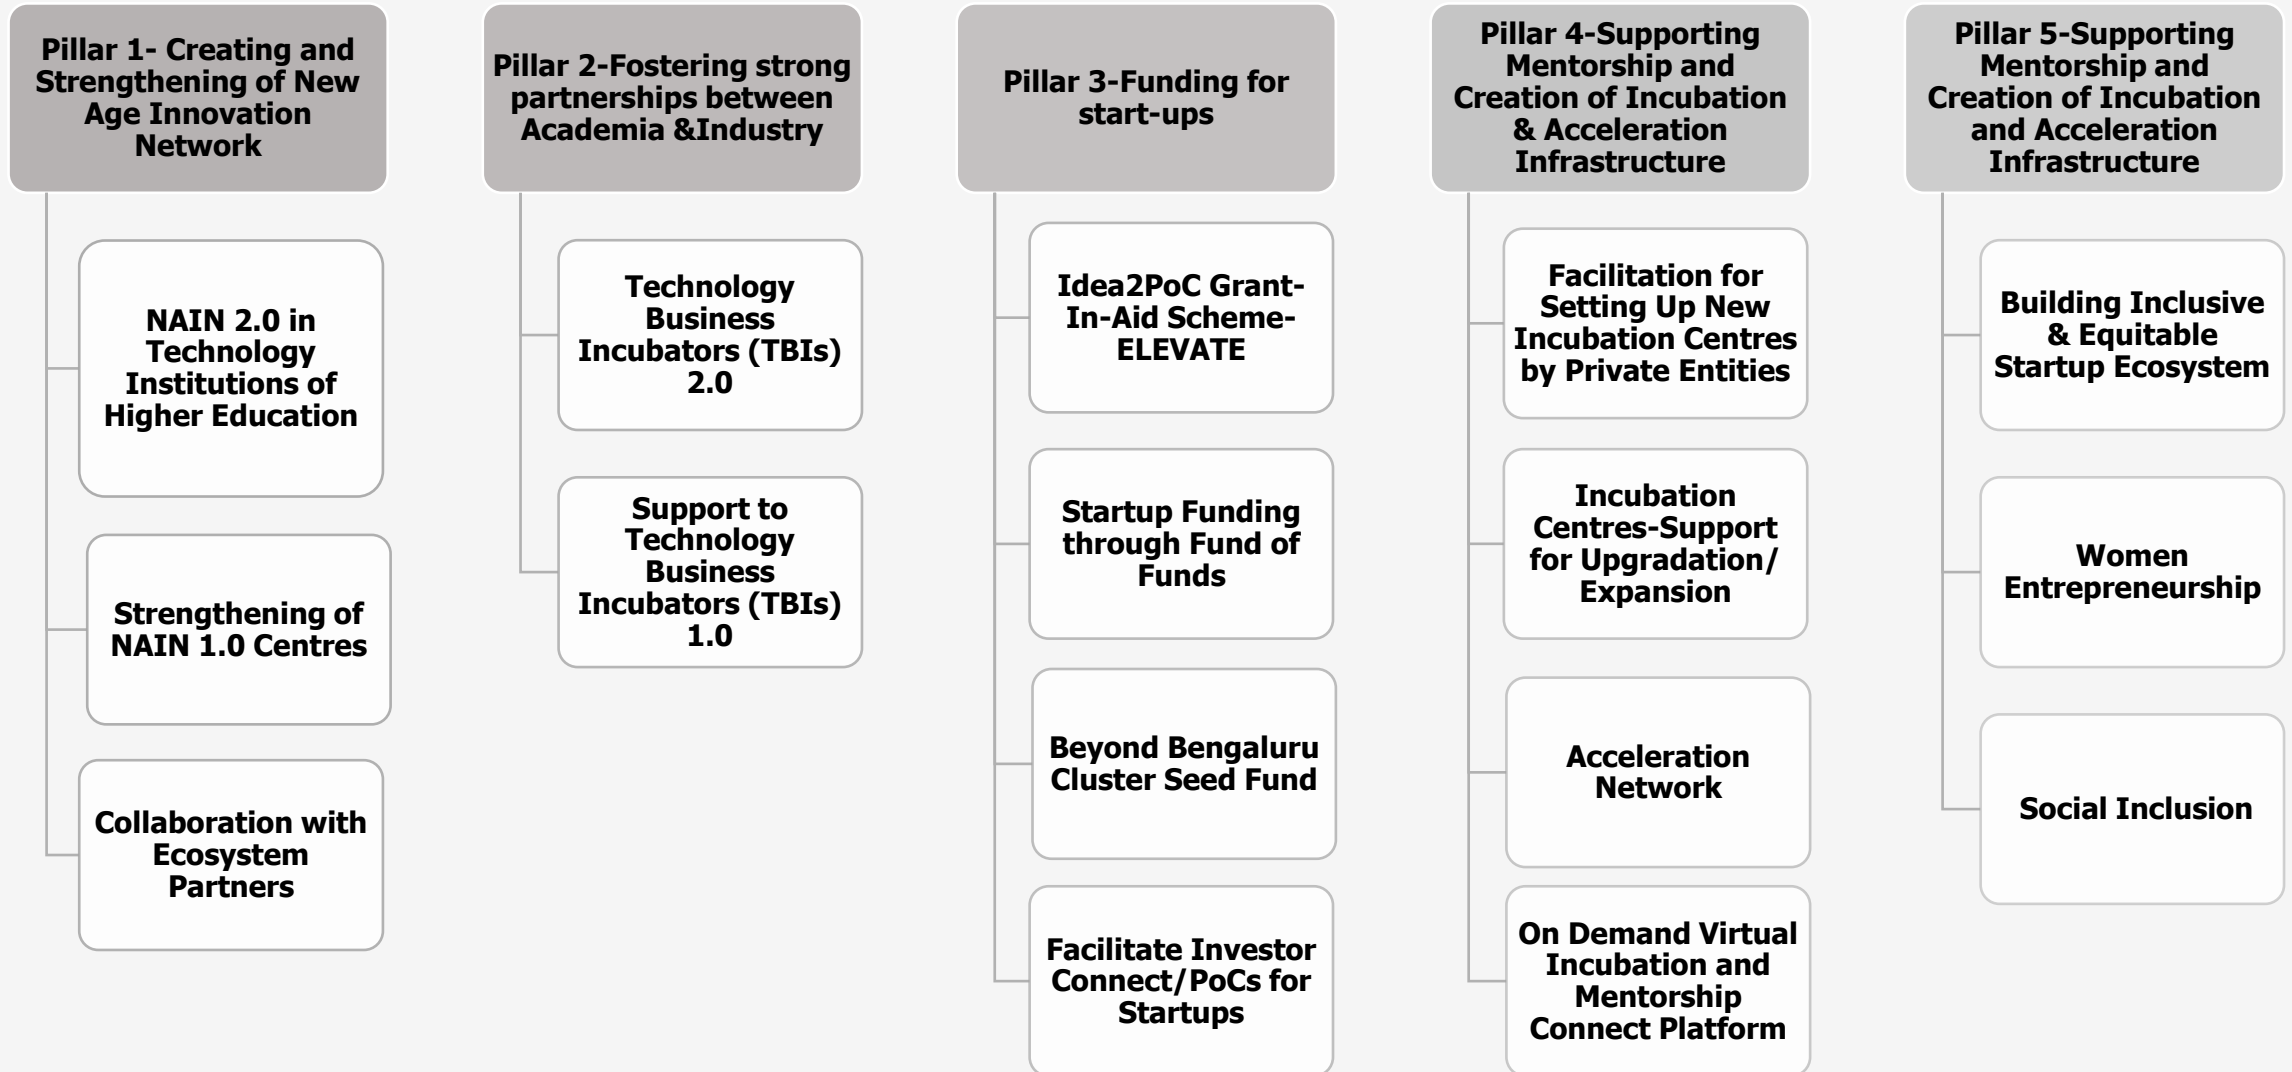 Pillar 1- Creating and
Strengthening of New
Age Innovation
Network
NAIN 2.0 in
Technology
Institutions of
Higher Education
Strengthening of
NAIN 1.0 Centres
Collaboration with
Ecosystem
Partners
Pillar 2-Fostering strong
partnerships between
Academia &Industry
Technology
Business
Incubators (TBIs)
2.0
Support to
Technology
Business
Incubators (TBIs)
1.0
Pillar 3-Funding for
start-ups
Idea2PoC Grant-
In-Aid Scheme-
ELEVATE
Startup Funding
through Fund of
Funds
Beyond Bengaluru
Cluster Seed Fund
Facilitate Investor
Connect/PoCs for
Startups
Pillar 4-Supporting
Mentorship and
Creation of Incubation
& Acceleration
Infrastructure
Facilitation for
Setting Up New
Incubation Centres
by Private Entities
Incubation
Centres-Support
for Upgradation/
Expansion
Acceleration
Network
On Demand Virtual
Incubation and
Mentorship
Connect Platform
Pillar 5-Supporting
Mentorship and
Creation of Incubation
and Acceleration
Infrastructure
Building Inclusive
& Equitable
Startup Ecosystem
Women
Entrepreneurship
Social Inclusion